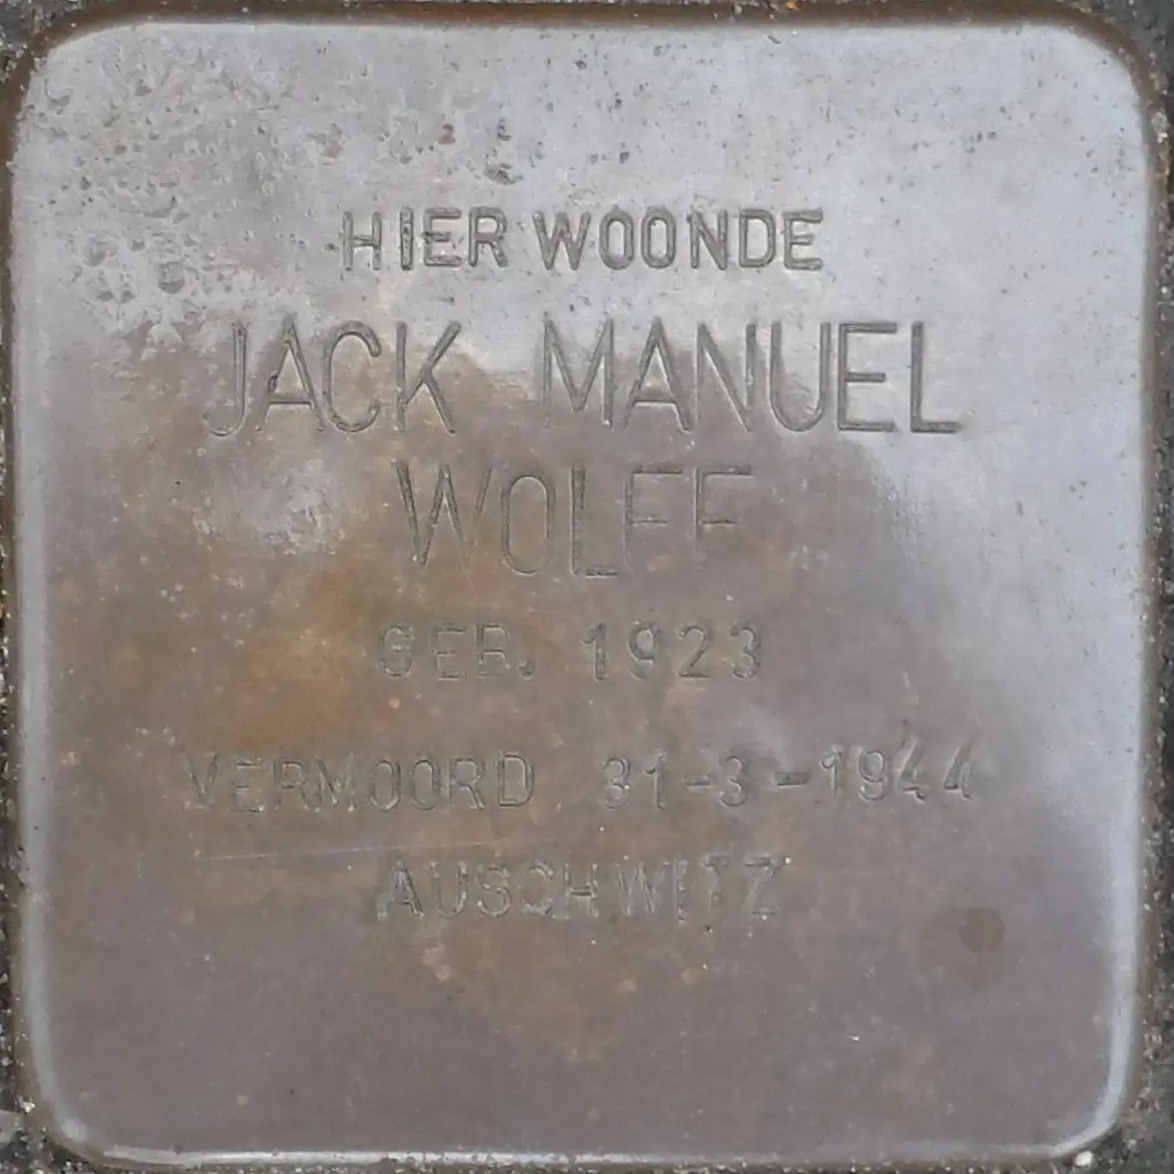 HIER WOONDE
JACK MANUEL
WOLFF
GEB. 1923
VERMOORD 31-3-1944
AUSCHWITZ